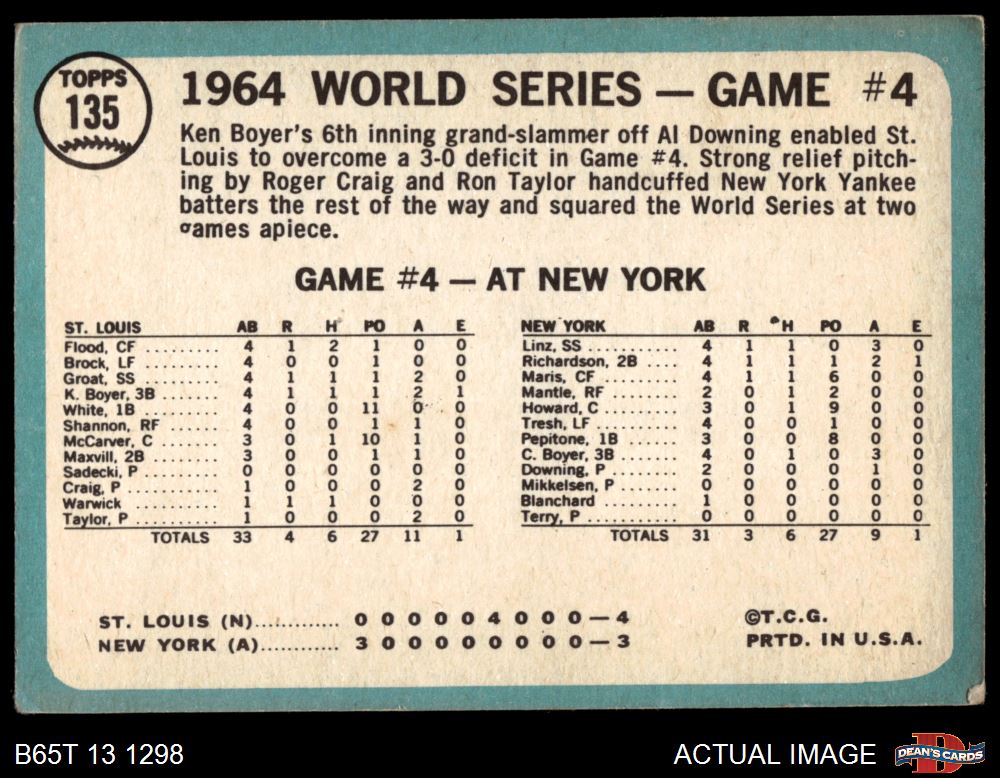 TOPPS
135
1964 WORLD SERIES — GAME #4
Ken Boyer's 6th inning grand-slammer off Al Downing enabled St.
Louis to overcome a 3-0 deficit in Game #4. Strong relief pitch-
ing by Roger Craig and Ron Taylor handcuffed New York Yankee
batters the rest of the way and squared the World Series at two
games apiece.
GAME #4 — AT NEW YORK
ST. LOUIS AB R H PO A E
Flood, CF .......... 4 1 2 1 0 0
Brock, LF .......... 4 0 0 1 0 0
Groat, SS .......... 4 1 1 1 2 0
K. Boyer, 3B ........ 4 1 1 1 2 1
White, 1B .......... 4 0 0 11 0 0
Shannon, RF ....... 4 0 0 1 1 0
McCarver, C ....... 3 0 1 10 1 0
Maxvill, 2B ......... 3 0 0 1 1 0
Sadecki, P ......... 0 0 0 0 0 0
Craig, P ............ 1 0 0 0 2 0
Warwick ........... 1 1 1 0 0 0
Taylor, P ........... 1 0 0 0 2 0
TOTALS 33 4 6 27 11 1
NEW YORK AB R H PO A E
Linz, SS ............ 4 1 1 0 3 0
Richardson, 2B ..... 4 1 1 1 2 1
Maris, CF .......... 4 1 1 6 0 0
Mantle, RF ......... 2 0 1 2 0 0
Howard, C ......... 3 0 1 9 0 0
Tresh, LF .......... 4 0 0 1 0 0
Pepitone, 1B ....... 3 0 0 8 0 0
C. Boyer, 3B ........ 4 0 1 0 3 0
Downing, P ......... 2 0 0 0 1 0
Mikkelsen, P ....... 0 0 0 0 0 0
Blanchard ......... 1 0 0 0 0 0
Terry, P ............ 0 0 0 0 0 0
TOTALS 31 3 6 27 9 1
ST. LOUIS (N)............. 0 0 0 0 0 4 0 0 0 — 4
NEW YORK (A)............ 3 0 0 0 0 0 0 0 0 — 3
©T.C.G.
PRTD. IN U.S.A.
B65T 13 1298
ACTUAL IMAGE
DEAN'S CARDS